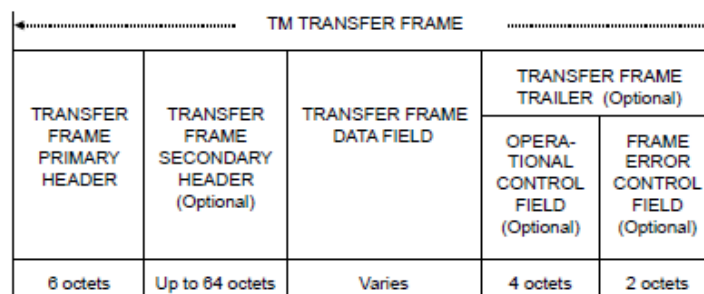 TM TRANSFER FRAME
TRANSFER
FRAME
PRIMARY
HEADER
TRANSFER
FRAME
SECONDARY
HEADER
(Optional)
TRANSFER FRAME
DATA FIELD
TRANSFER FRAME
TRAILER (Optional)
OPERA-
TIONAL
CONTROL
FIELD
(Optional)
FRAME
ERROR
CONTROL
FIELD
(Optional)
6 octets
Up to 64 octets
Varies
4 octets
2 octets